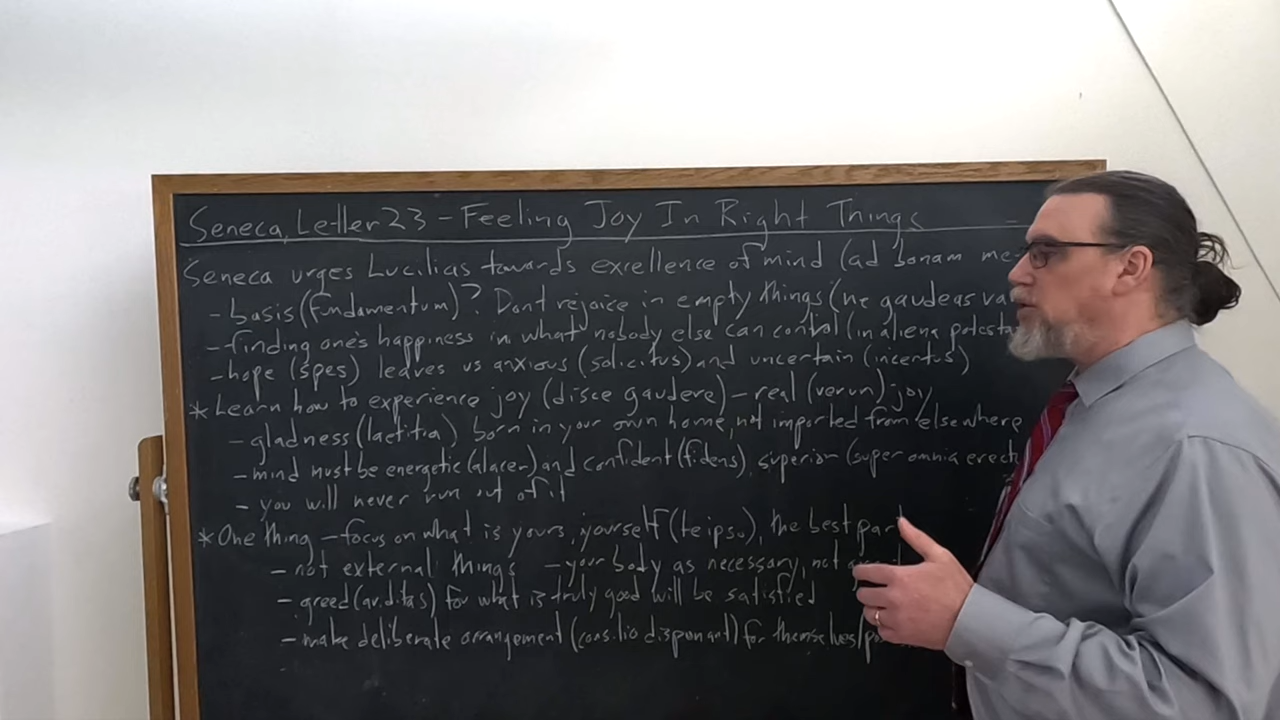 Seneca, Letter 23 - Feeling Joy In Right Things
Seneca urges Lucilius towards excellence of mind (ad bonam me
- basis (fundamentum)? Dont rejoice in empty things (ne gaudeas va
- finding one's happiness in what nobody else can control (in aliena potesta
- hope (spes) leaves us anxious (solicitus) and uncertain (incertus)
* Learn how to experience joy (disce gaudere) - real (verum) joy
- gladness (laetitia) born in your own home, not imported from elsewhere
- mind must be energetic (alacer) and confident (fidens), superior (super omnia erect
- you will never run out of it
* One thing - focus on what is yours, yourself (te ipso), the best part
- not external things - your body as necessary, not
- greed (aviditas) for what is truly good will be satisfied
- make deliberate arrangement (consilio disponant) for themselves/